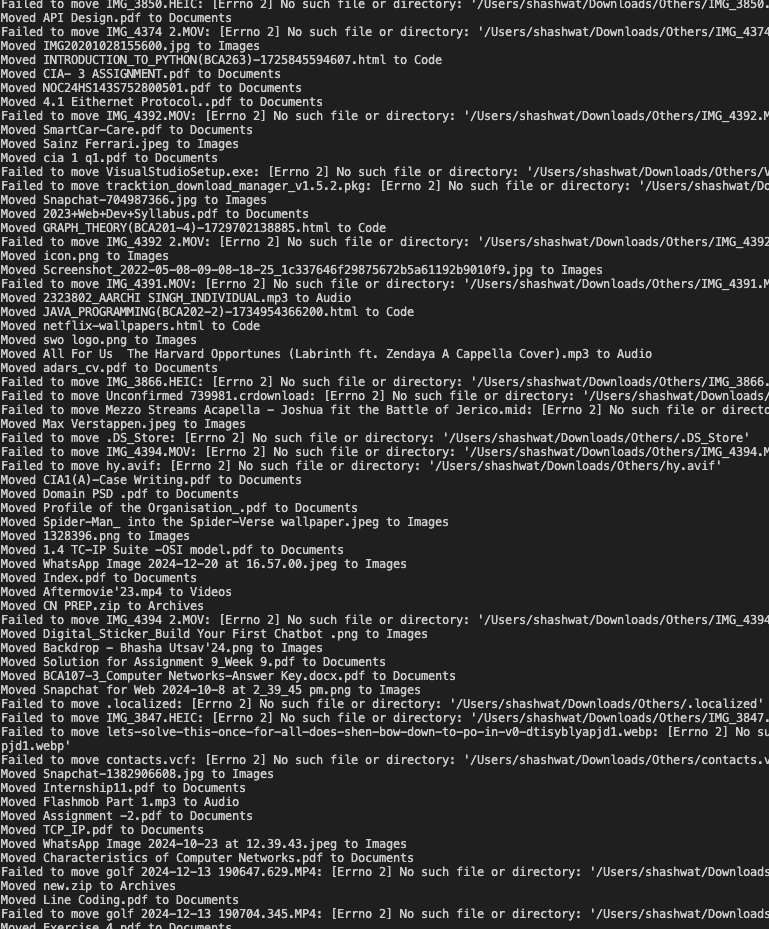 Failed to move IMG_3850.HEIC: [Errno 2] No such file or directory: '/Users/shashwat/Downloads/Others/IMG_3850.
Moved API Design.pdf to Documents
Failed to move IMG_4374 2.MOV: [Errno 2] No such file or directory: '/Users/shashwat/Downloads/Others/IMG_4374
Moved IMG20201028155600.jpg to Images
Moved INTRODUCTION_TO_PYTHON(BCA263)-1725845594607.html to Code
Moved CIA- 3 ASSIGNMENT.pdf to Documents
Moved NOC24HS143S752800501.pdf to Documents
Moved 4.1 Eithernet Protocol..pdf to Documents
Failed to move IMG_4392.MOV: [Errno 2] No such file or directory: '/Users/shashwat/Downloads/Others/IMG_4392.M
Moved SmartCar-Care.pdf to Documents
Moved Sainz Ferrari.jpeg to Images
Moved cia 1 q1.pdf to Documents
Failed to move VisualStudioSetup.exe: [Errno 2] No such file or directory: '/Users/shashwat/Downloads/Others/V
Failed to move tracktion_download_manager_v1.5.2.pkg: [Errno 2] No such file or directory: '/Users/shashwat/Do
Moved Snapchat-704987366.jpg to Images
Moved 2023+Web+Dev+Syllabus.pdf to Documents
Moved GRAPH_THEORY(BCA201-4)-1729702138885.html to Code
Failed to move IMG_4392 2.MOV: [Errno 2] No such file or directory: '/Users/shashwat/Downloads/Others/IMG_4392
Moved icon.png to Images
Moved Screenshot_2022-05-08-09-08-18-25_1c337646f29875672b5a61192b9010f9.jpg to Images
Failed to move IMG_4391.MOV: [Errno 2] No such file or directory: '/Users/shashwat/Downloads/Others/IMG_4391.M
Moved 2323802_AARCHI SINGH_INDIVIDUAL.mp3 to Audio
Moved JAVA_PROGRAMMING(BCA202-2)-1734954366200.html to Code
Moved netflix-wallpapers.html to Code
Moved swo logo.png to Images
Moved All For Us  The Harvard Opportunes (Labrinth ft. Zendaya A Cappella Cover).mp3 to Audio
Moved adars_cv.pdf to Documents
Failed to move IMG_3866.HEIC: [Errno 2] No such file or directory: '/Users/shashwat/Downloads/Others/IMG_3866.
Failed to move Unconfirmed 739981.crdownload: [Errno 2] No such file or directory: '/Users/shashwat/Downloads/
Failed to move Mezzo Streams Acapella - Joshua fit the Battle of Jerico.mid: [Errno 2] No such file or directo
Moved Max Verstappen.jpeg to Images
Failed to move .DS_Store: [Errno 2] No such file or directory: '/Users/shashwat/Downloads/Others/.DS_Store'
Failed to move IMG_4394.MOV: [Errno 2] No such file or directory: '/Users/shashwat/Downloads/Others/IMG_4394.M
Failed to move hy.avif: [Errno 2] No such file or directory: '/Users/shashwat/Downloads/Others/hy.avif'
Moved CIA1(A)-Case Writing.pdf to Documents
Moved Domain PSD .pdf to Documents
Moved Profile of the Organisation_.pdf to Documents
Moved Spider-Man_ into the Spider-Verse wallpaper.jpeg to Images
Moved 1328396.png to Images
Moved 1.4 TC-IP Suite -OSI model.pdf to Documents
Moved WhatsApp Image 2024-12-20 at 16.57.00.jpeg to Images
Moved Index.pdf to Documents
Moved Aftermovie'23.mp4 to Videos
Moved CN PREP.zip to Archives
Failed to move IMG_4394 2.MOV: [Errno 2] No such file or directory: '/Users/shashwat/Downloads/Others/IMG_4394
Moved Digital_Sticker_Build Your First Chatbot .png to Images
Moved Backdrop - Bhasha Utsav'24.png to Images
Moved Solution for Assignment 9_Week 9.pdf to Documents
Moved BCA107-3_Computer Networks-Answer Key.docx.pdf to Documents
Moved Snapchat for Web 2024-10-8 at 2_39_45 pm.png to Images
Failed to move .localized: [Errno 2] No such file or directory: '/Users/shashwat/Downloads/Others/.localized'
Failed to move IMG_3847.HEIC: [Errno 2] No such file or directory: '/Users/shashwat/Downloads/Others/IMG_3847.
Failed to move lets-solve-this-once-for-all-does-shen-bow-down-to-po-in-v0-dtisyblyapjd1.webp: [Errno 2] No su
pjd1.webp'
Failed to move contacts.vcf: [Errno 2] No such file or directory: '/Users/shashwat/Downloads/Others/contacts.v
Moved Snapchat-1382906608.jpg to Images
Moved Internship11.pdf to Documents
Moved Flashmob Part 1.mp3 to Audio
Moved Assignment -2.pdf to Documents
Moved TCP_IP.pdf to Documents
Moved WhatsApp Image 2024-10-23 at 12.39.43.jpeg to Images
Moved Characteristics of Computer Networks.pdf to Documents
Failed to move golf 2024-12-13 190647.629.MP4: [Errno 2] No such file or directory: '/Users/shashwat/Downloads
Moved new.zip to Archives
Moved Line Coding.pdf to Documents
Failed to move golf 2024-12-13 190704.345.MP4: [Errno 2] No such file or directory: '/Users/shashwat/Downloads
Moved Exercise 4.pdf to Documents